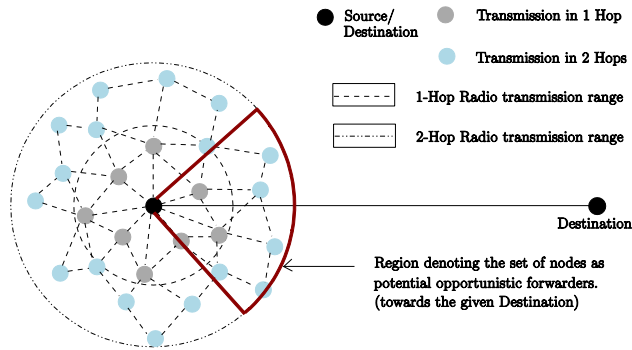 Source/
Destination
Transmission in 1 Hop
Transmission in 2 Hops
1-Hop Radio transmission range
2-Hop Radio transmission range
Destination
Region denoting the set of nodes as
potential opportunistic forwarders.
(towards the given Destination)